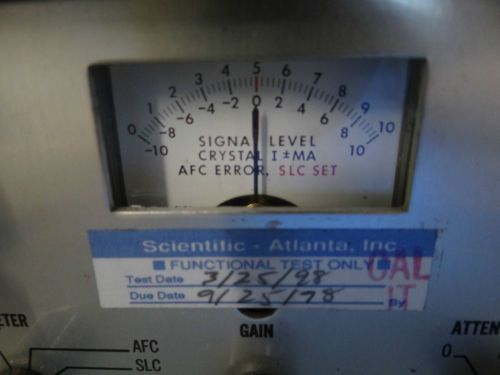 0 1 2 3 4 5 6 7 8 9 10
-10 -8 -6 -4 -2 0 2 4 6 8 10
SIGNAL LEVEL
CRYSTAL I ±MA
AFC ERROR, SLC SET
Scientific - Atlanta, Inc.
FUNCTIONAL TEST ONLY
CAL IT
Test Date 3/25/98
Due Date 9/25/78 By
ETER
GAIN
ATTEN
AFC
0
SLC